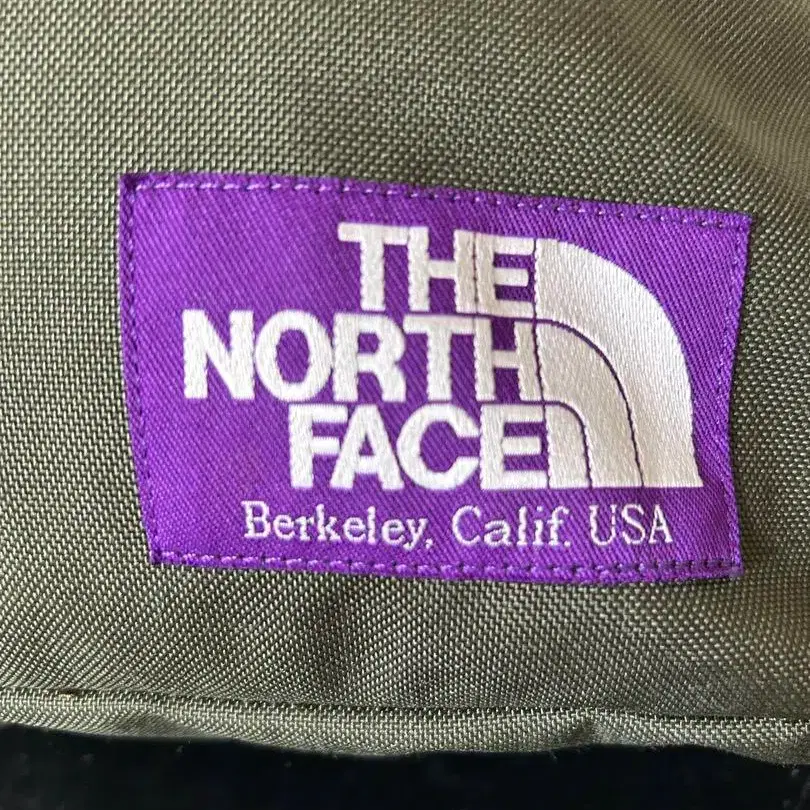 THE
NORTH
FACE
Berkeley, Calif. USA